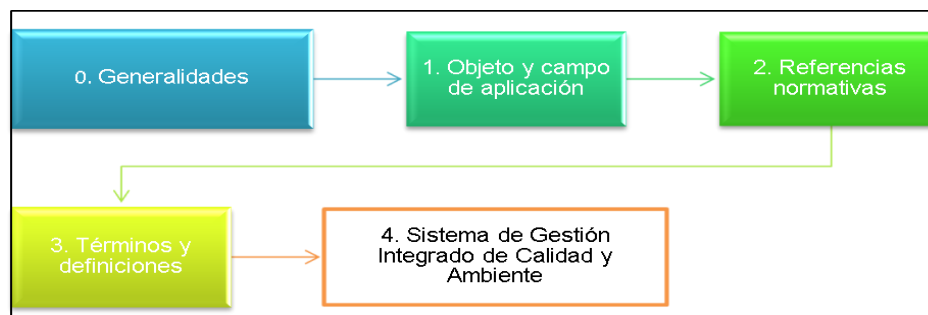 0. Generalidades
1. Objeto y campo
de aplicación
2. Referencias
normativas
3. Términos y
definiciones
4. Sistema de Gestión
Integrado de Calidad y
Ambiente